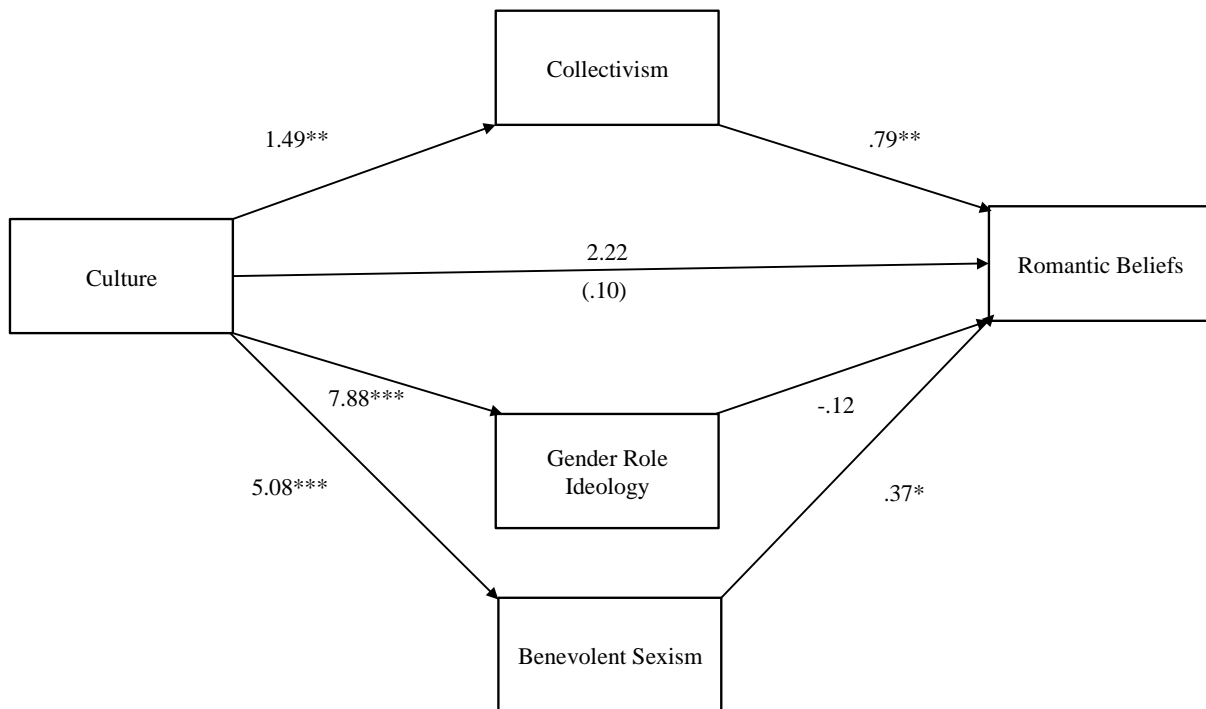 Collectivism
1.49**
.79**
Culture
2.22
(.10)
Romantic Beliefs
7.88***
-.12
Gender Role
Ideology
5.08***
.37*
Benevolent Sexism